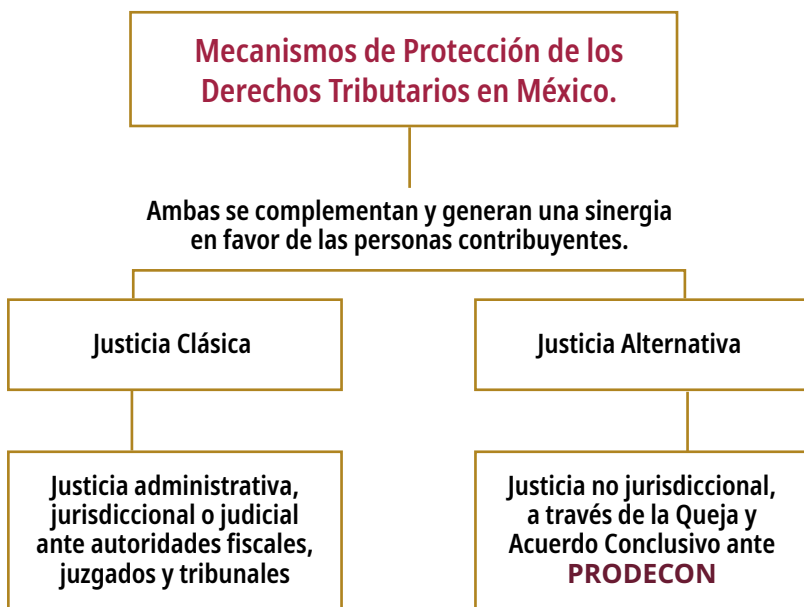 Mecanismos de Protección de los
Derechos Tributarios en México.
Ambas se complementan y generan una sinergia
en favor de las personas contribuyentes.
Justicia Clásica
Justicia Alternativa
Justicia administrativa,
jurisdiccional o judicial
ante autoridades fiscales,
juzgados y tribunales
Justicia no jurisdiccional,
a través de la Queja y
Acuerdo Conclusivo ante
PRODECON